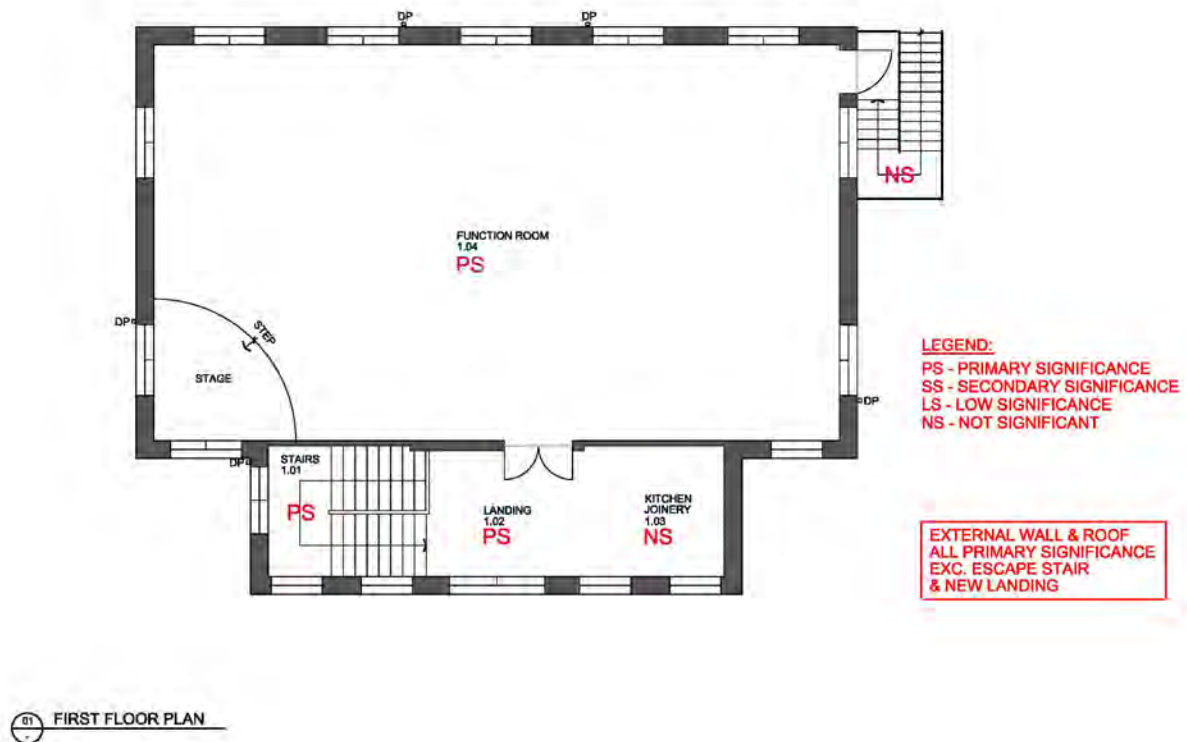 DP
DP
NS
FUNCTION ROOM
1.04
PS
DP
STEP
STAGE
LEGEND:
PS - PRIMARY SIGNIFICANCE
SS - SECONDARY SIGNIFICANCE
LS - LOW SIGNIFICANCE
NS - NOT SIGNIFICANT
DP
DP
STAIRS
1.01
PS
LANDING
1.02
PS
KITCHEN
JOINERY
1.03
NS
EXTERNAL WALL & ROOF
ALL PRIMARY SIGNIFICANCE
EXC. ESCAPE STAIR
& NEW LANDING
01
-
FIRST FLOOR PLAN